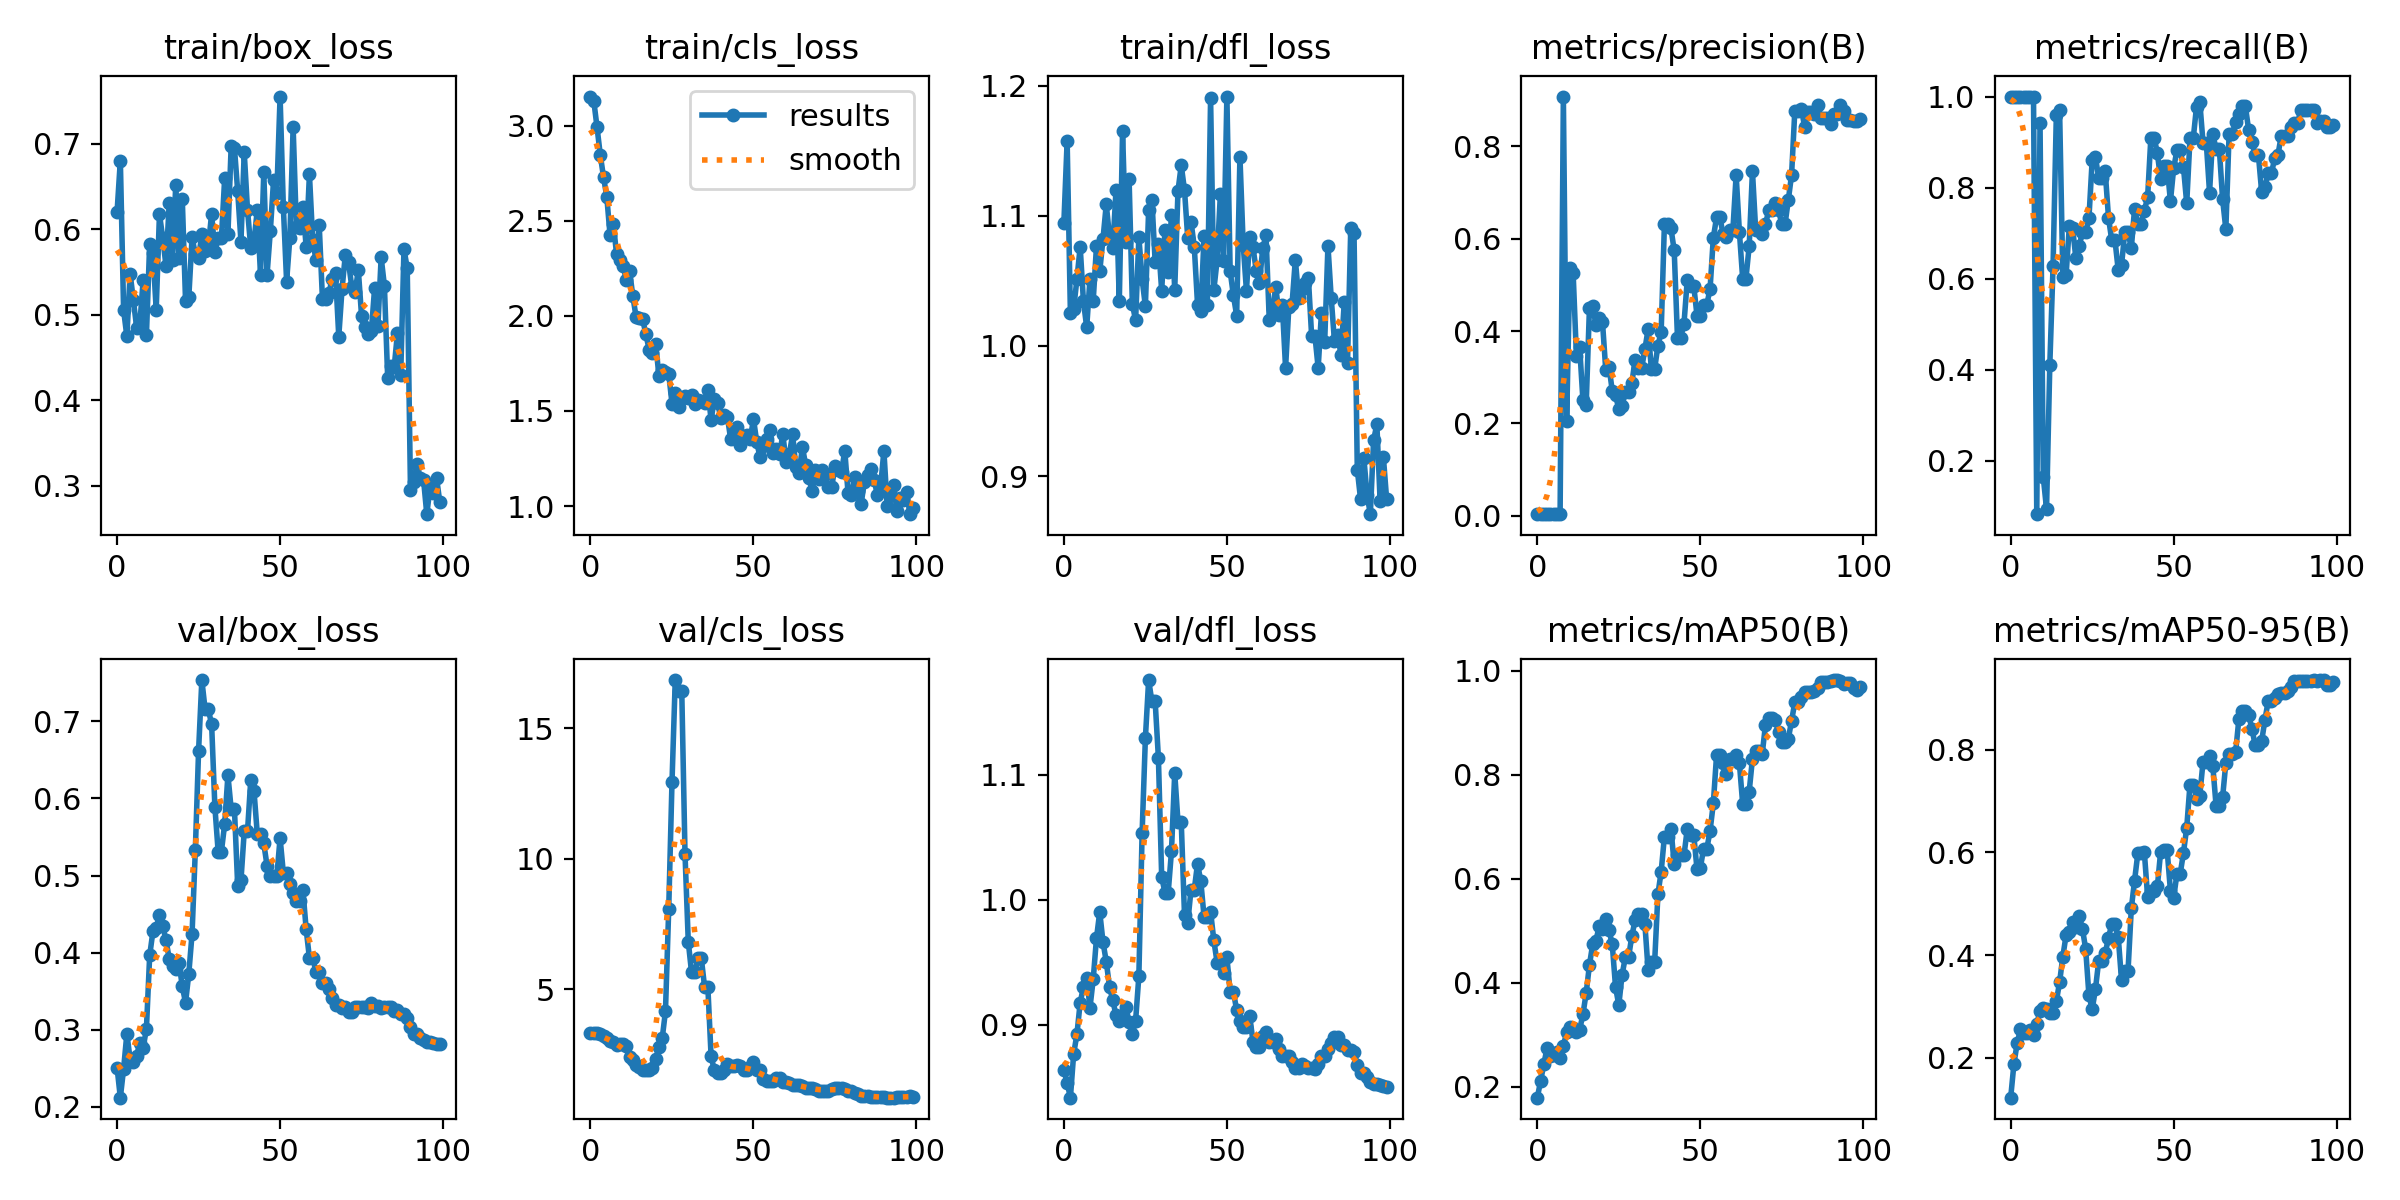 train/box_loss
0.7
0.6
0.5
0.4
0.3
0 50 100
train/cls_loss
results
smooth
3.0
2.5
2.0
1.5
1.0
0 50 100
train/dfl_loss
1.2
1.1
1.0
0.9
0 50 100
metrics/precision(B)
0.8
0.6
0.4
0.2
0.0
0 50 100
metrics/recall(B)
1.0
0.8
0.6
0.4
0.2
0 50 100
val/box_loss
0.7
0.6
0.5
0.4
0.3
0.2
0 50 100
val/cls_loss
15
10
5
0 50 100
val/dfl_loss
1.1
1.0
0.9
0 50 100
metrics/mAP50(B)
1.0
0.8
0.6
0.4
0.2
0 50 100
metrics/mAP50-95(B)
0.8
0.6
0.4
0.2
0 50 100